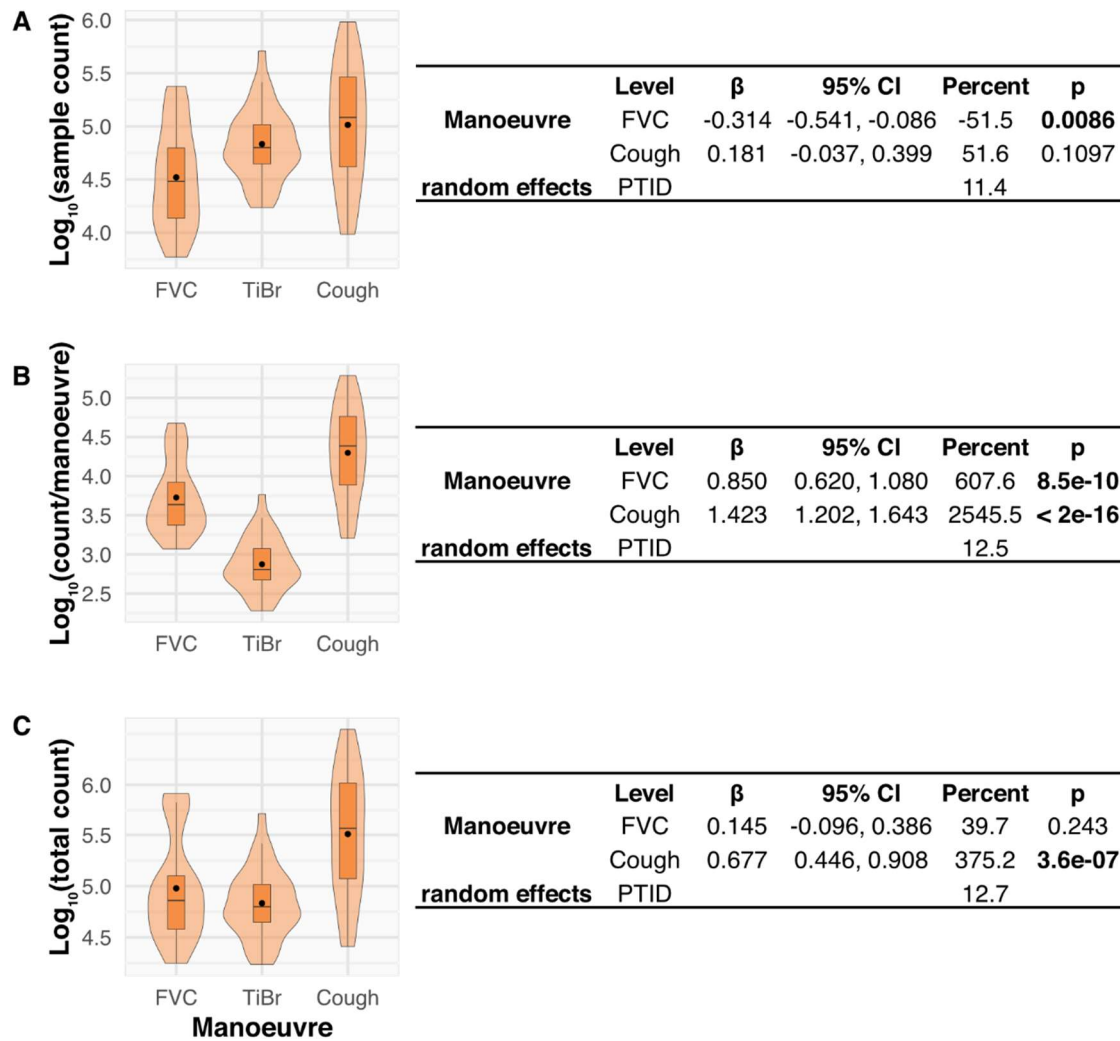 A
Log10(sample count)
6.0
5.5
5.0
4.5
4.0
FVC TiBr Cough
Level β 95% CI Percent p
Manoeuvre FVC -0.314 -0.541, -0.086 -51.5 0.0086
Cough 0.181 -0.037, 0.399 51.6 0.1097
random effects PTID 11.4
B
Log10(count/manoeuvre)
5.0
4.5
4.0
3.5
3.0
2.5
FVC TiBr Cough
Level β 95% CI Percent p
Manoeuvre FVC 0.850 0.620, 1.080 607.6 8.5e-10
Cough 1.423 1.202, 1.643 2545.5 < 2e-16
random effects PTID 12.5
C
Log10(total count)
6.0
5.5
5.0
4.5
FVC TiBr Cough
Manoeuvre
Level β 95% CI Percent p
Manoeuvre FVC 0.145 -0.096, 0.386 39.7 0.243
Cough 0.677 0.446, 0.908 375.2 3.6e-07
random effects PTID 12.7